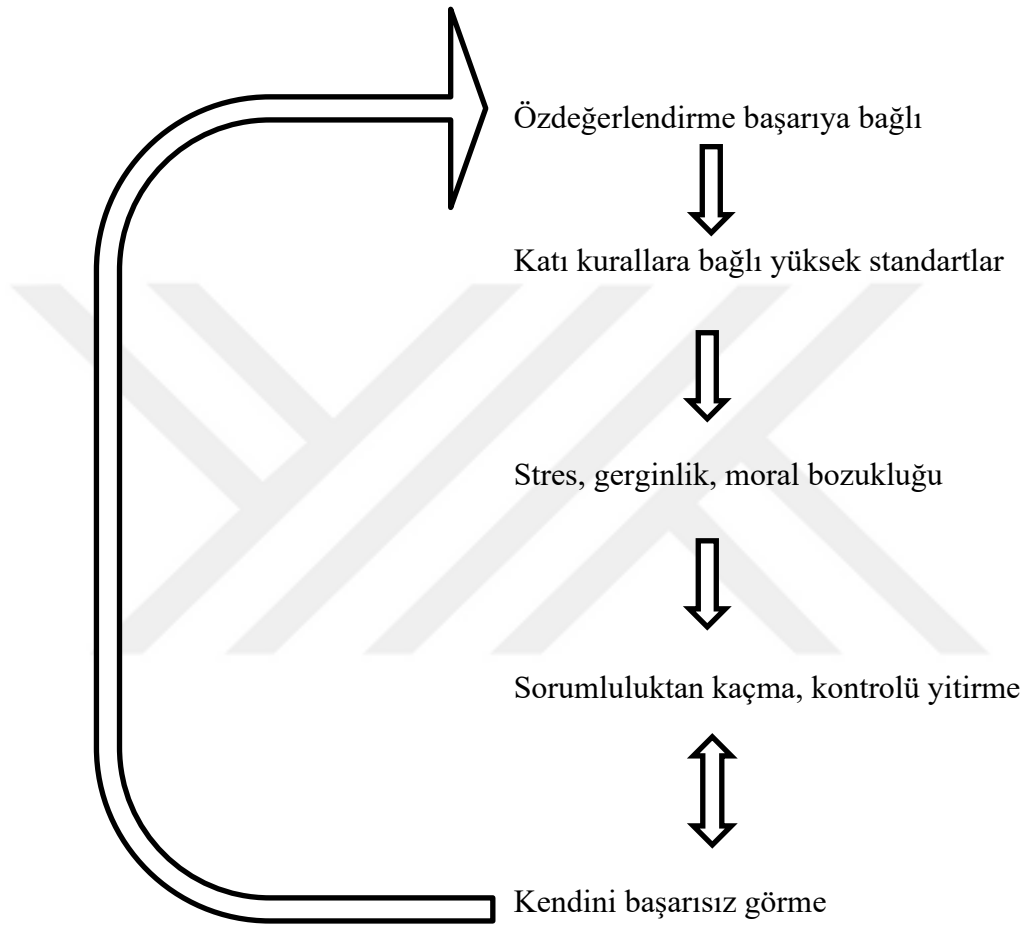 Özdeğerlendirme başarıya bağlı
Katı kurallara bağlı yüksek standartlar
Stres, gerginlik, moral bozukluğu
Sorumluluktan kaçma, kontrolü yitirme
Kendini başarısız görme